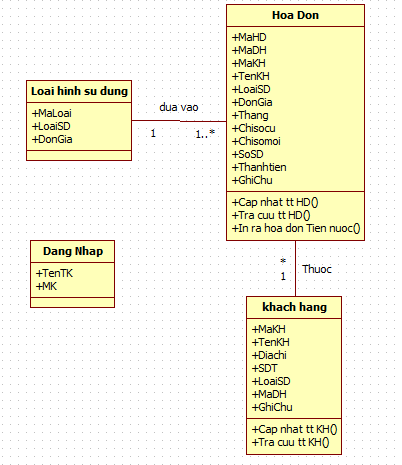 Hoa Don
+MaHD
+MaDH
+MaKH
+TenKH
+LoaiSD
+DonGia
+Thang
+Chisocu
+Chisomoi
+SoSD
+Thanhtien
+GhiChu
+Cap nhat tt HD()
+Tra cuu tt HD()
+In ra hoa don Tien nuoc()
Loai hinh su dung
+MaLoai
+LoaiSD
+DonGia
dua vao
1
1..*
Dang Nhap
+TenTK
+MK
*
1
Thuoc
khach hang
+MaKH
+TenKH
+Diachi
+SDT
+LoaiSD
+MaDH
+GhiChu
+Cap nhat tt KH()
+Tra cuu tt KH()